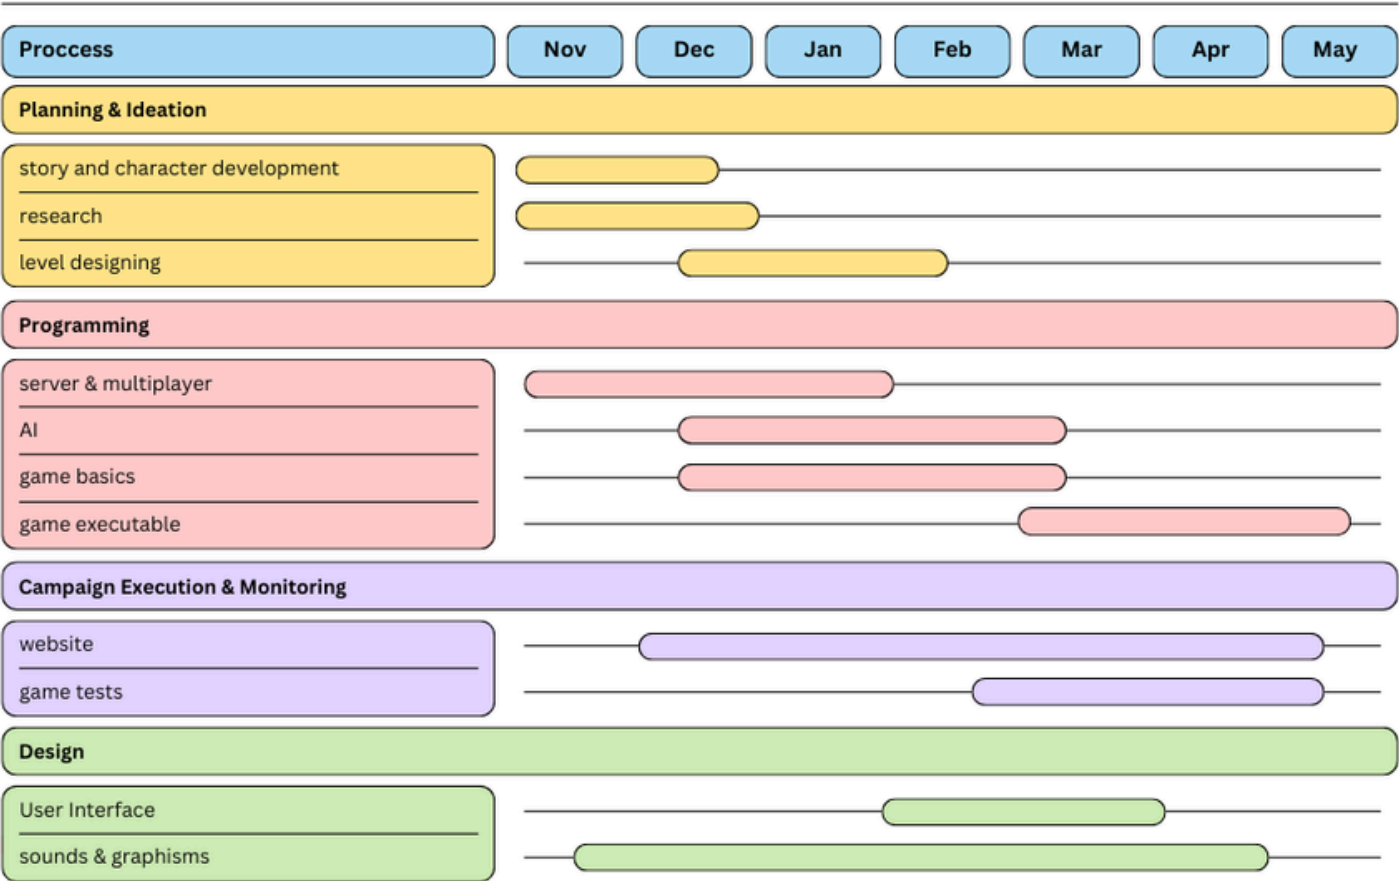 Proccess Nov Dec Jan Feb Mar Apr May
Planning & Ideation
story and character development
research
level designing
Programming
server & multiplayer
AI
game basics
game executable
Campaign Execution & Monitoring
website
game tests
Design
User Interface
sounds & graphisms